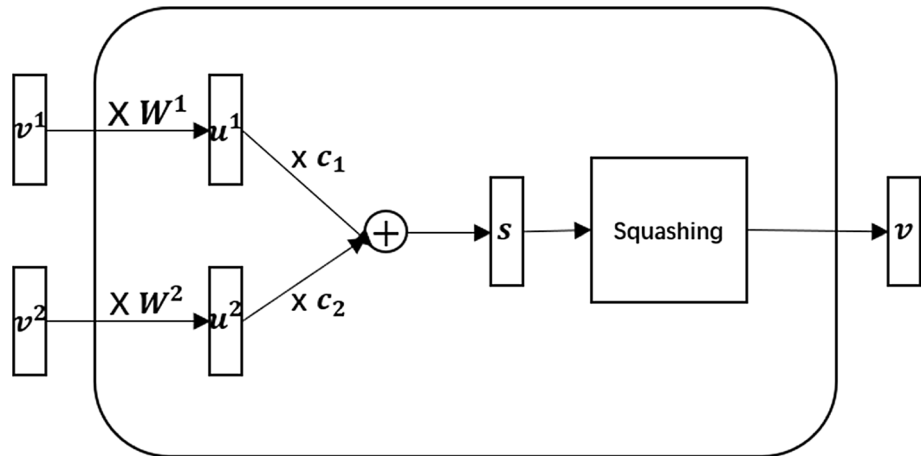 v¹
X W¹
u¹
x c₁
+
s
Squashing
v
v²
X W²
u²
x c₂